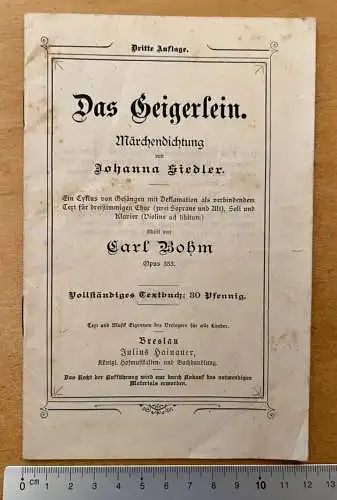 Dritte Auflage.
Das Geigerlein.
Märchendichtung
von
Johanna Siedler.
Ein Cyklus von Gesängen mit Deklamation als verbindendem
Text für dreistimmigen Chor (zwei Soprane und Alt), Soli und
Klavier (Violine ad libitum)
Musik von
Carl Bohm
Opus 353.
Vollständiges Textbuch: 30 Pfennig.
Text und Musik Eigentum des Verlegers für alle Länder.
Breslau
Julius Hainauer,
Königl. Hofmusikalien- und Buchhandlung.
Das Recht der Aufführung wird nur durch Ankauf des notwendigen
Materials erworben.
0 cm 1 2 3 4 5 6 7 8 9 10 11 12 13